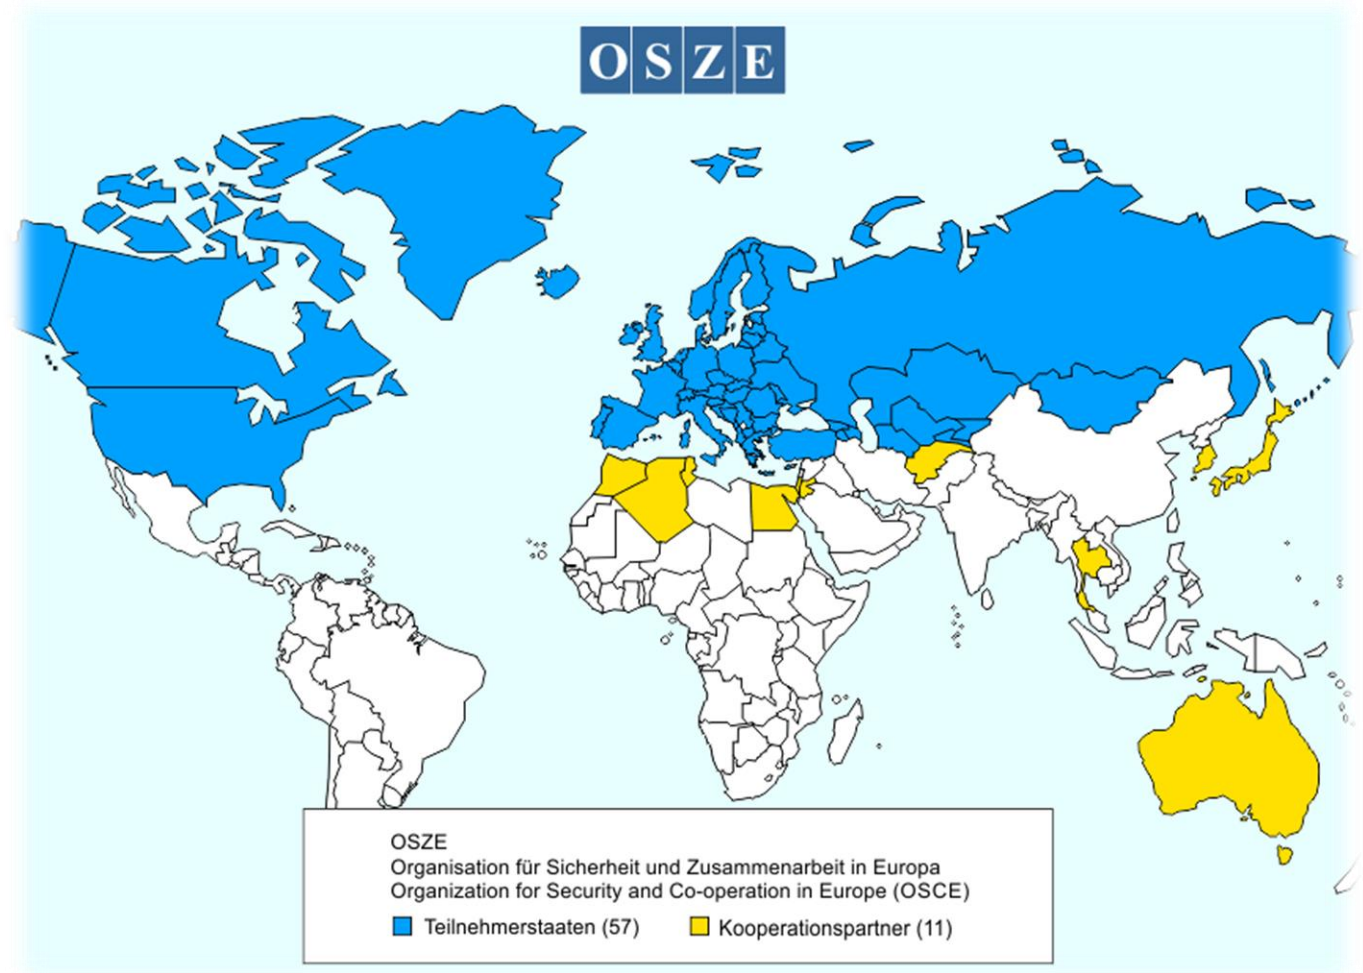 OSZE
OSZE
Organisation für Sicherheit und Zusammenarbeit in Europa
Organization for Security and Co-operation in Europe (OSCE)
Teilnehmerstaaten (57) Kooperationspartner (11)